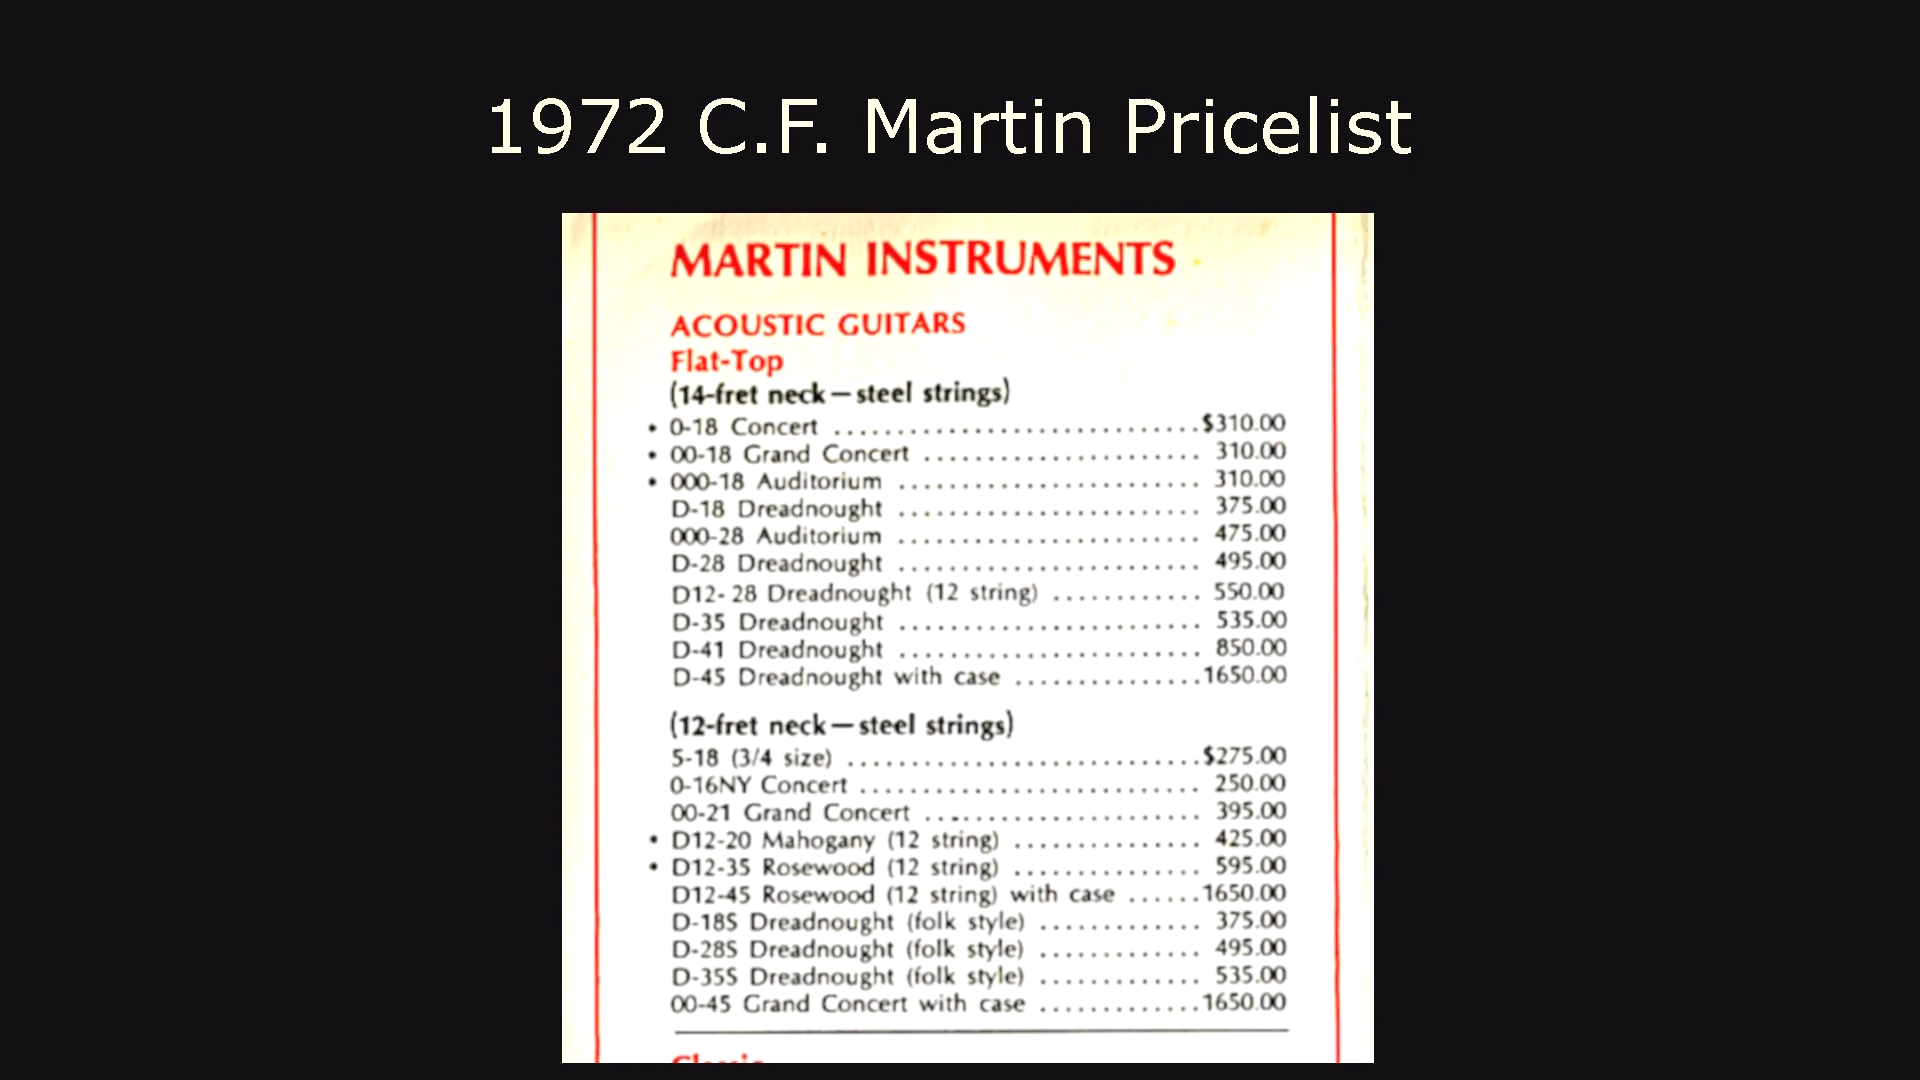 1972 C.F. Martin Pricelist
MARTIN INSTRUMENTS
ACOUSTIC GUITARS
Flat-Top
(14-fret neck — steel strings)
• 0-18 Concert ............................. $310.00
• 00-18 Grand Concert ...................... 310.00
• 000-18 Auditorium ........................ 310.00
D-18 Dreadnought ........................ 375.00
000-28 Auditorium ........................ 475.00
D-28 Dreadnought ........................ 495.00
D12-28 Dreadnought (12 string) ............ 550.00
D-35 Dreadnought ........................ 535.00
D-41 Dreadnought ........................ 850.00
D-45 Dreadnought with case ............... 1650.00
(12-fret neck — steel strings)
5-18 (3/4 size) ............................ $275.00
0-16NY Concert ........................... 250.00
00-21 Grand Concert ...................... 395.00
• D12-20 Mahogany (12 string) ............... 425.00
• D12-35 Rosewood (12 string) ............... 595.00
D12-45 Rosewood (12 string) with case ...... 1650.00
D-18S Dreadnought (folk style) ............. 375.00
D-28S Dreadnought (folk style) ............. 495.00
D-35S Dreadnought (folk style) ............. 535.00
00-45 Grand Concert with case ............. 1650.00